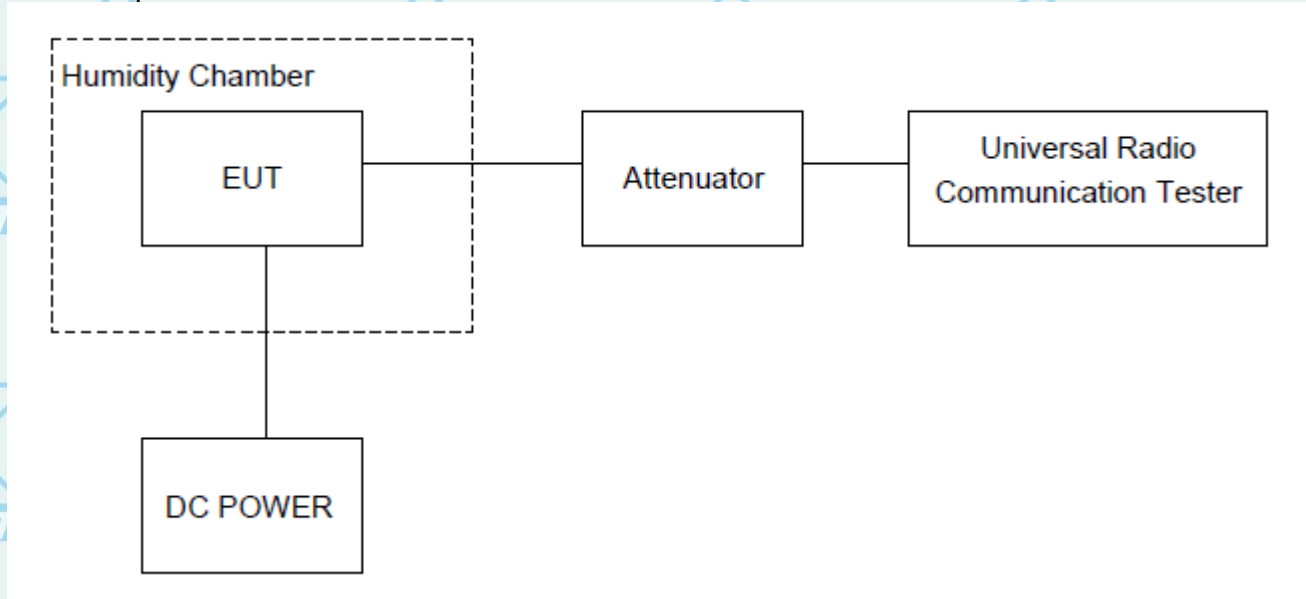 Humidity Chamber
EUT
Attenuator
Universal Radio
Communication Tester
DC POWER